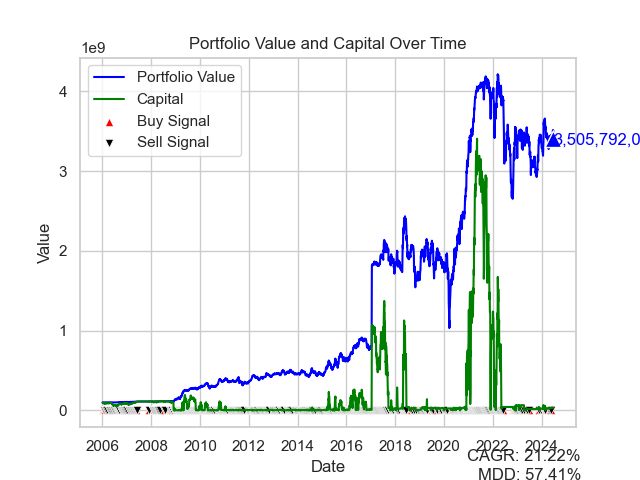 Portfolio Value and Capital Over Time
1e9
Portfolio Value
Capital
Buy Signal
Sell Signal
4
3
2
1
0
Value
3,505,792,0
2006 2008 2010 2012 2014 2016 2018 2020 2022 2024
Date
CAGR: 21.22%
MDD: 57.41%